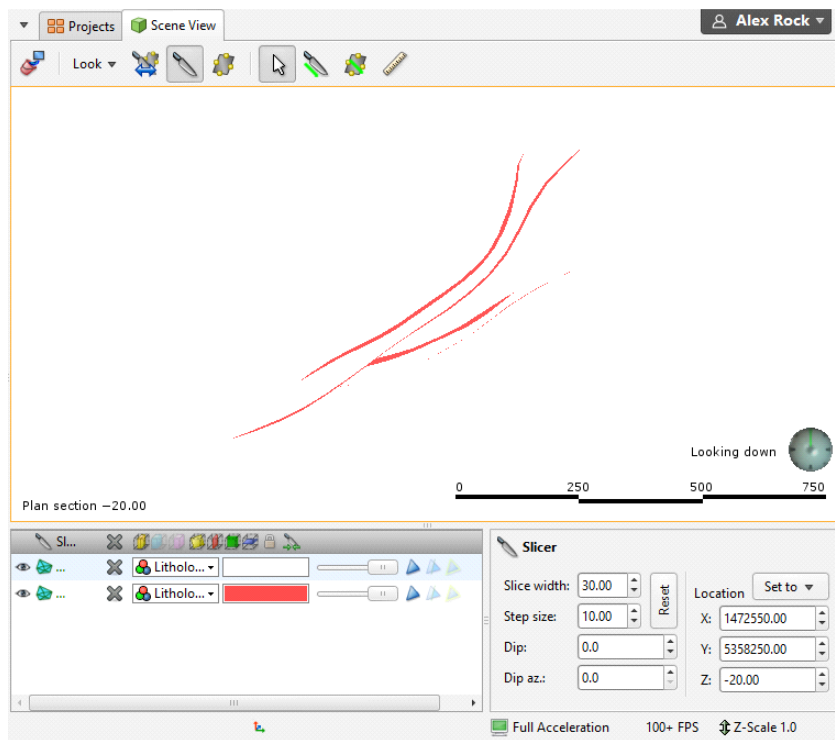 Projects Scene View Alex Rock
Look
Looking down
0 250 500 750
Plan section −20.00
Sl...
... Litholo...
... Litholo...
Slicer
Slice width: 30.00
Step size: 10.00
Reset
Dip: 0.0
Dip az.: 0.0
Location Set to
X: 1472550.00
Y: 5358250.00
Z: -20.00
Full Acceleration 100+ FPS Z-Scale 1.0